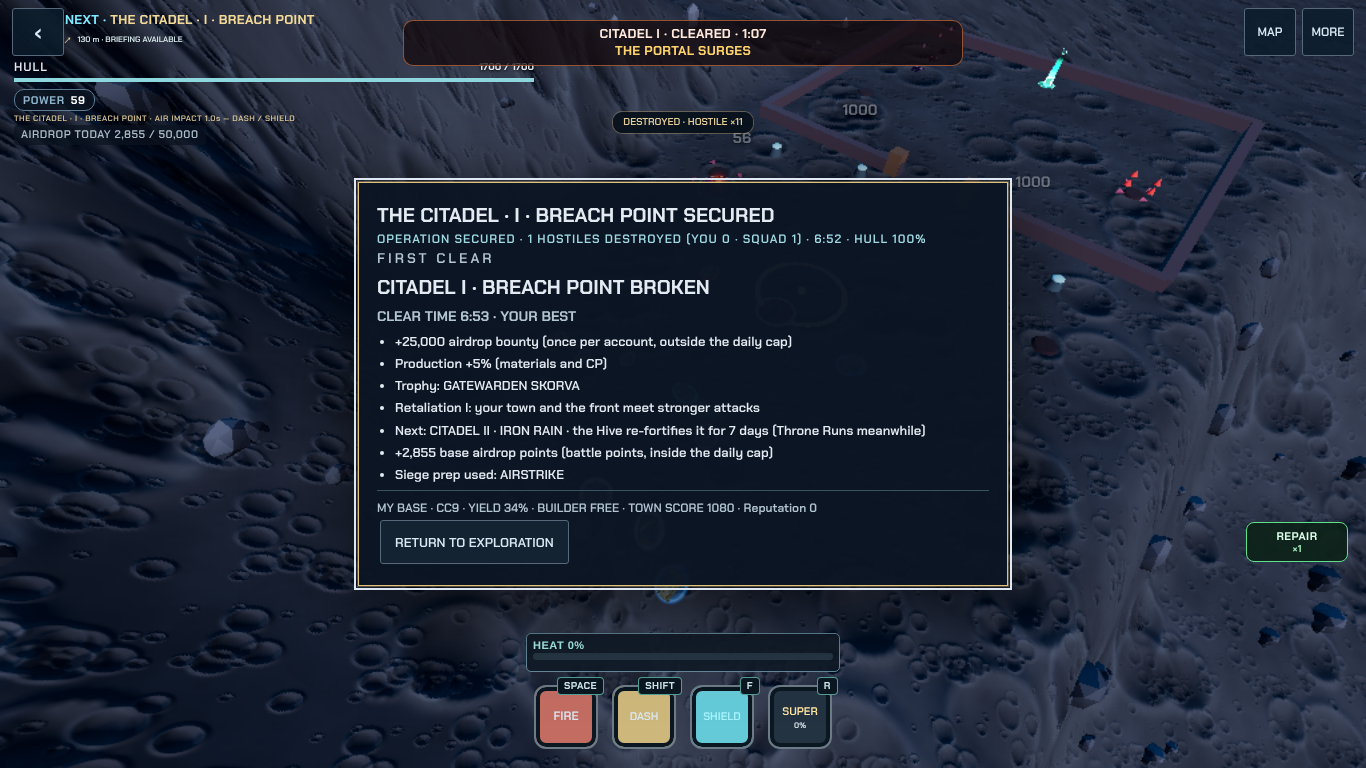 ‹
NEXT · THE CITADEL · I · BREACH POINT
130 m · BRIEFING AVAILABLE
HULL
1700 / 1700
POWER 59
THE CITADEL · I · BREACH POINT · AIR IMPACT 1.0s — DASH / SHIELD
AIRDROP TODAY 2,855 / 50,000
CITADEL I · CLEARED · 1:07
THE PORTAL SURGES
MAP
MORE
DESTROYED · HOSTILE ×11
56
1000
1000
THE CITADEL · I · BREACH POINT SECURED
OPERATION SECURED · 1 HOSTILES DESTROYED (YOU 0 · SQUAD 1) · 6:52 · HULL 100%
FIRST CLEAR
CITADEL I · BREACH POINT BROKEN
CLEAR TIME 6:53 · YOUR BEST
• +25,000 airdrop bounty (once per account, outside the daily cap)
• Production +5% (materials and CP)
• Trophy: GATEWARDEN SKORVA
• Retaliation I: your town and the front meet stronger attacks
• Next: CITADEL II · IRON RAIN · the Hive re-fortifies it for 7 days (Throne Runs meanwhile)
• +2,855 base airdrop points (battle points, inside the daily cap)
• Siege prep used: AIRSTRIKE
MY BASE · CC9 · YIELD 34% · BUILDER FREE · TOWN SCORE 1080 · Reputation 0
RETURN TO EXPLORATION
REPAIR
×1
HEAT 0%
SPACE
FIRE
SHIFT
DASH
F
SHIELD
R
SUPER
0%